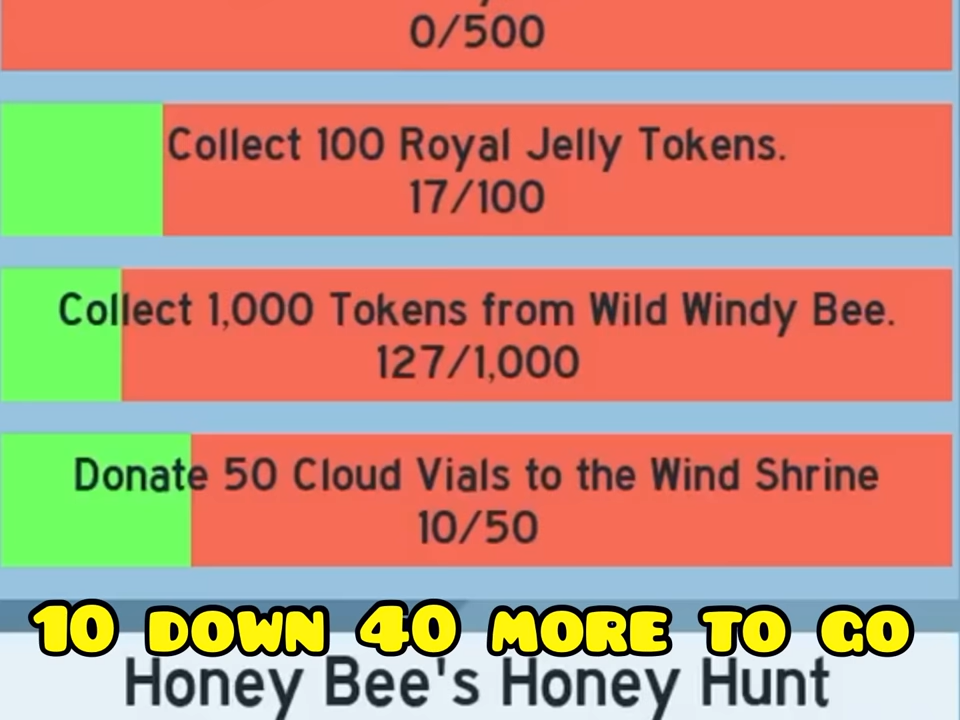 0/500
Collect 100 Royal Jelly Tokens.
17/100
Collect 1,000 Tokens from Wild Windy Bee.
127/1,000
Donate 50 Cloud Vials to the Wind Shrine
10/50
10 DOWN 40 MORE TO GO
Honey Bee's Honey Hunt